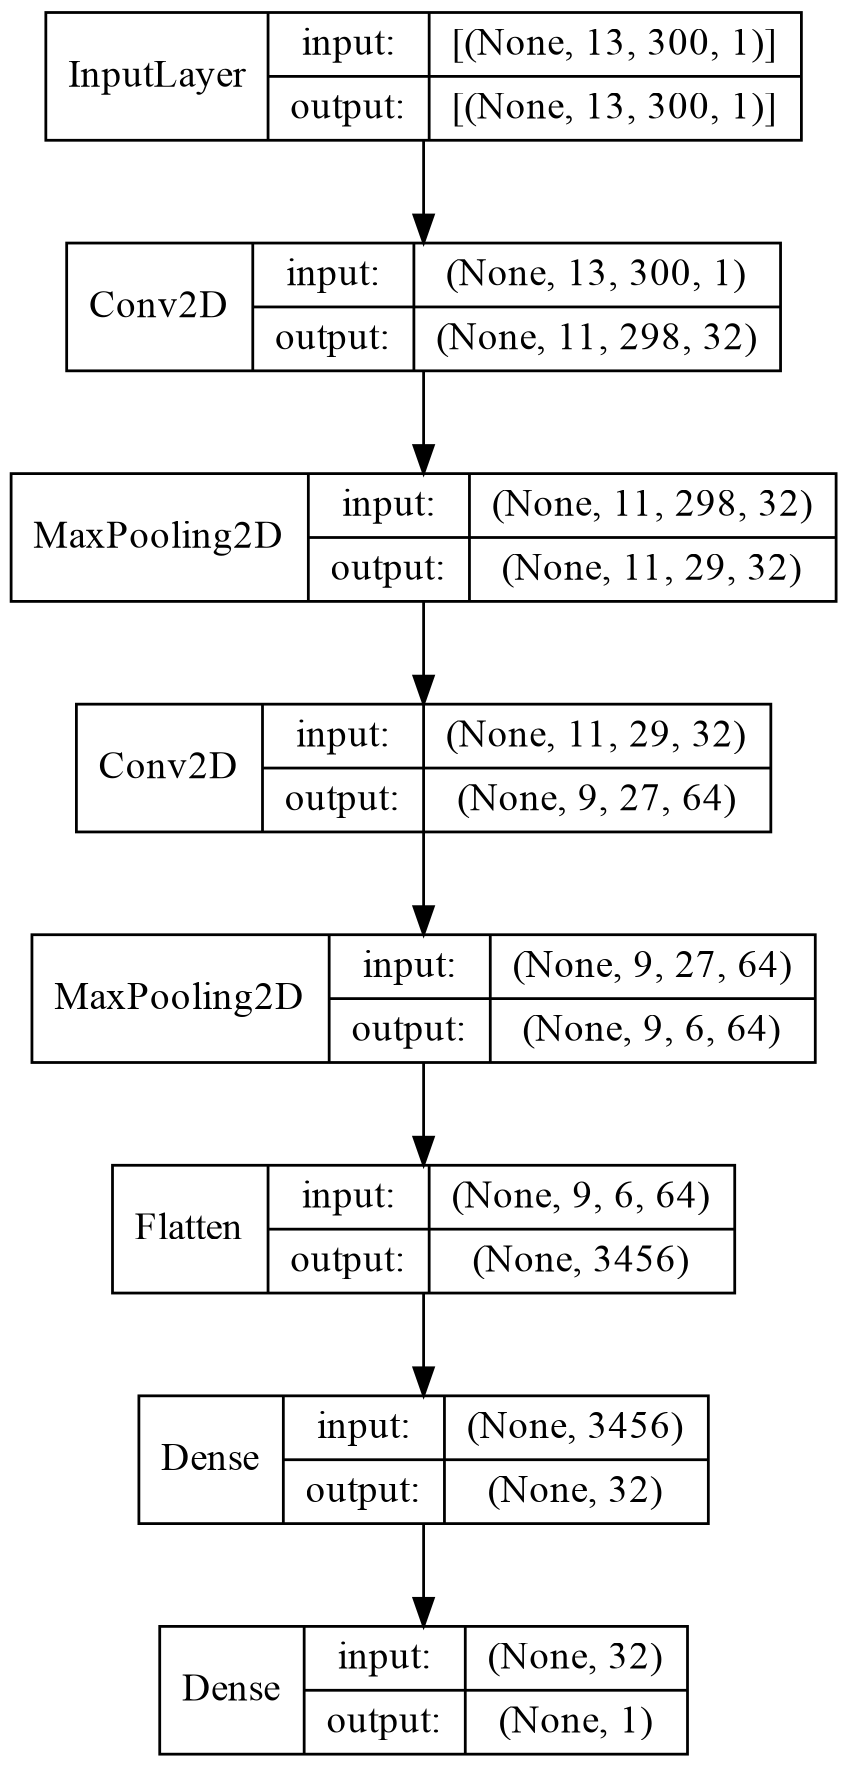 InputLayer
input:
[(None, 13, 300, 1)]
output:
[(None, 13, 300, 1)]
Conv2D
input:
(None, 13, 300, 1)
output:
(None, 11, 298, 32)
MaxPooling2D
input:
(None, 11, 298, 32)
output:
(None, 11, 29, 32)
Conv2D
input:
(None, 11, 29, 32)
output:
(None, 9, 27, 64)
MaxPooling2D
input:
(None, 9, 27, 64)
output:
(None, 9, 6, 64)
Flatten
input:
(None, 9, 6, 64)
output:
(None, 3456)
Dense
input:
(None, 3456)
output:
(None, 32)
Dense
input:
(None, 32)
output:
(None, 1)